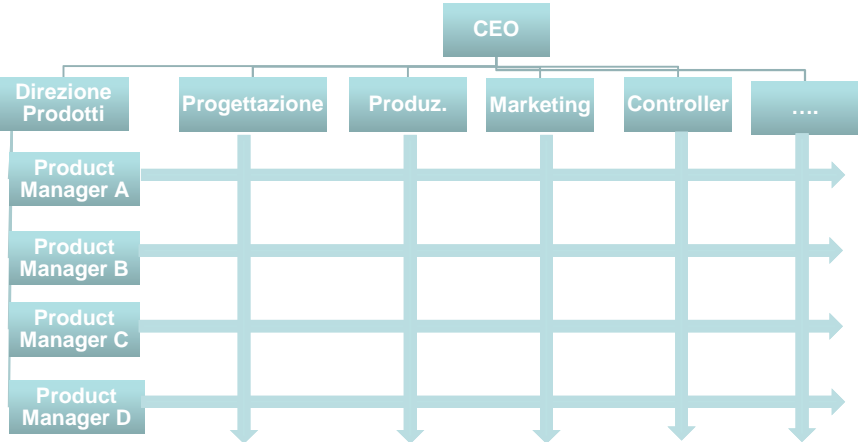 CEO
Direzione
Prodotti
Progettazione
Produz.
Marketing
Controller
....
Product
Manager A
Product
Manager B
Product
Manager C
Product
Manager D